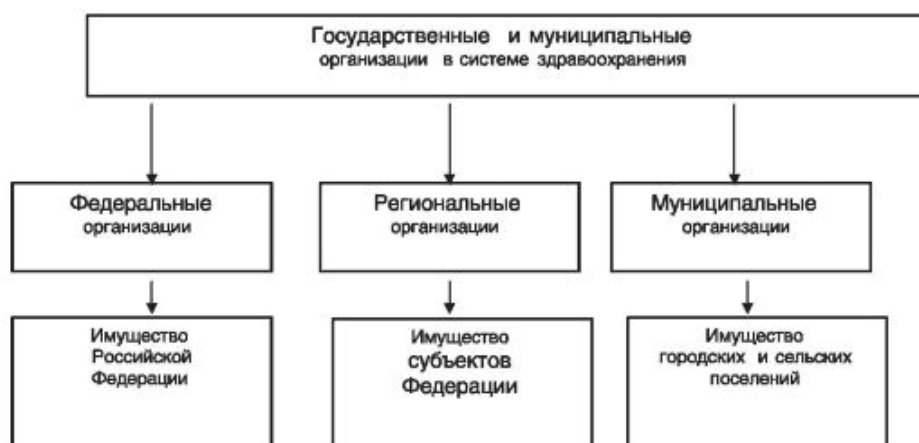 Государственные и муниципальные
организации в системе здравоохранения
Федеральные
организации
Региональные
организации
Муниципальные
организации
Имущество
Российской
Федерации
Имущество
субъектов
Федерации
Имущество
городских и сельских
поселений